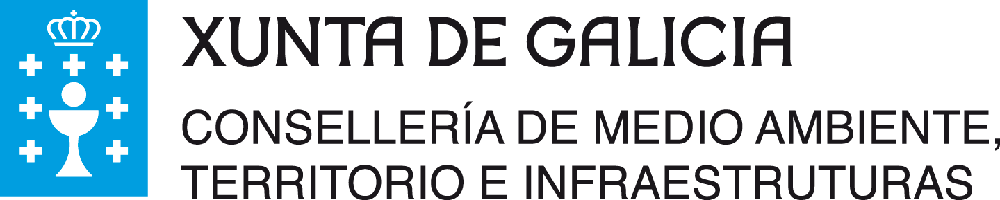 XUNTA DE GALICIA
CONSELLERÍA DE MEDIO AMBIENTE,
TERRITORIO E INFRAESTRUTURAS